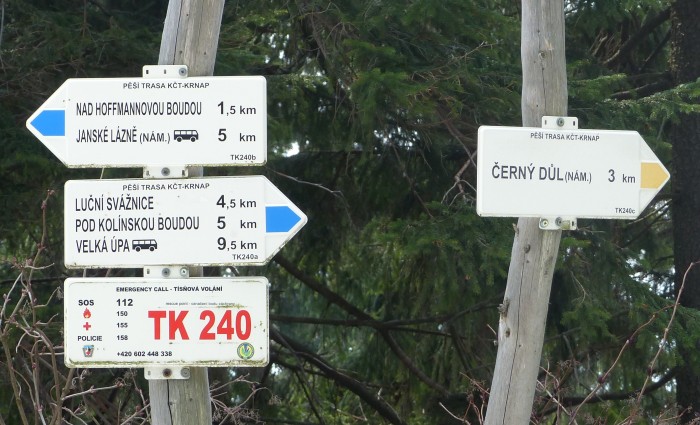 PĚŠÍ TRASA KČT-KRNAP
NAD HOFFMANNOVOU BOUDOU 1,5 km
JANSKÉ LÁZNĚ (NÁM.) 5 km
TK240b
PĚŠÍ TRASA KČT-KRNAP
LUČNÍ SVÁŽNICE 4,5 km
POD KOLÍNSKOU BOUDOU 5 km
VELKÁ ÚPA 9,5 km
TK240a
EMERGENCY CALL - TÍSŇOVÁ VOLÁNÍ
SOS 112
150
155
POLICIE 158
+420 602 448 338
TK 240
PĚŠÍ TRASA KČT-KRNAP
ČERNÝ DŮL (NÁM.) 3 km
TK240c